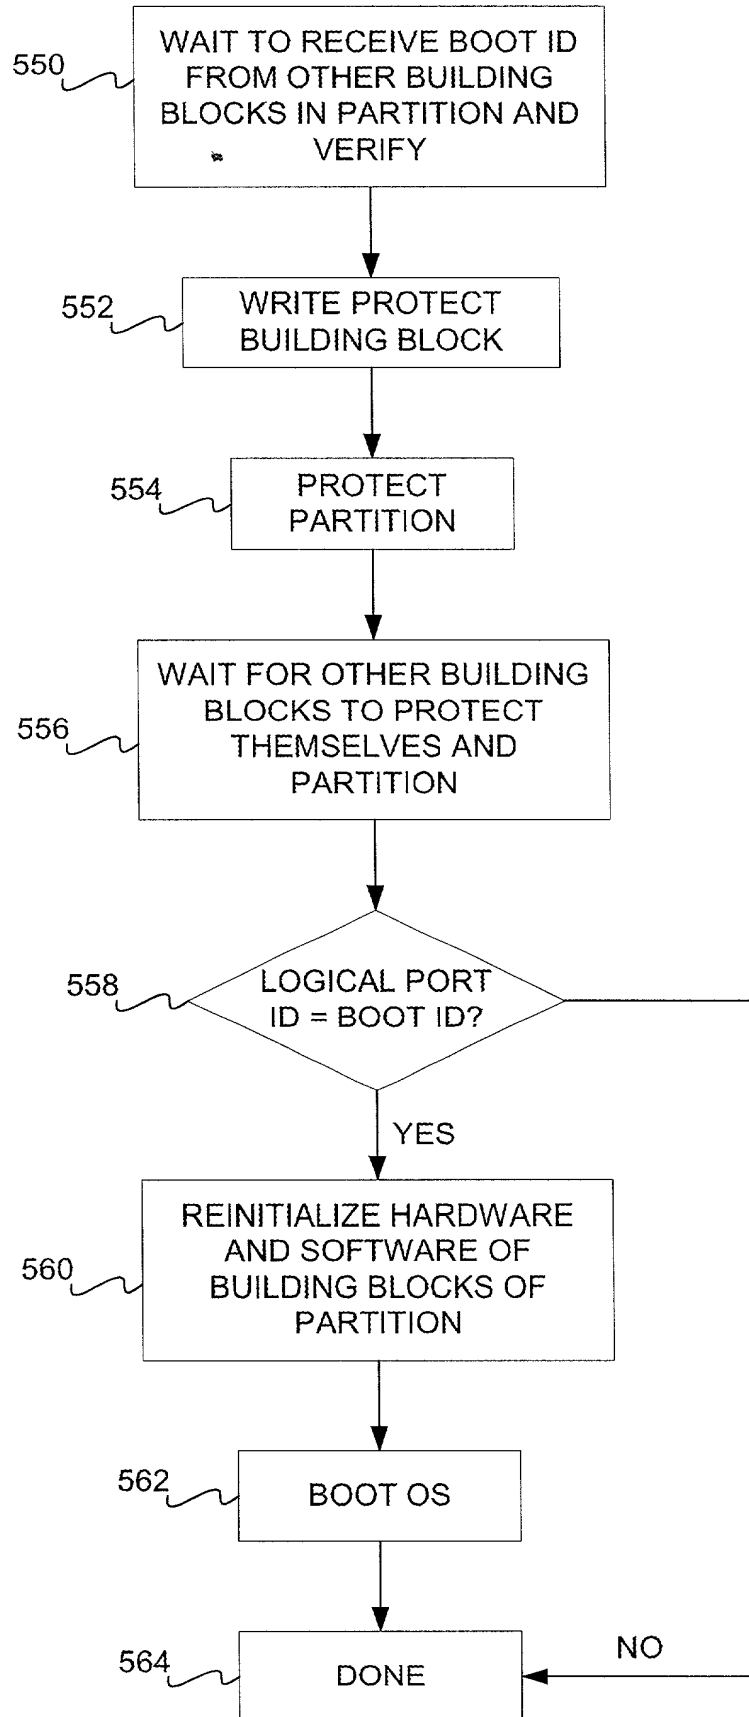 550
WAIT TO RECEIVE BOOT ID
FROM OTHER BUILDING
BLOCKS IN PARTITION AND
VERIFY
552
WRITE PROTECT
BUILDING BLOCK
554
PROTECT
PARTITION
556
WAIT FOR OTHER BUILDING
BLOCKS TO PROTECT
THEMSELVES AND
PARTITION
558
LOGICAL PORT
ID = BOOT ID?
YES
560
REINITIALIZE HARDWARE
AND SOFTWARE OF
BUILDING BLOCKS OF
PARTITION
562
BOOT OS
564
DONE
NO